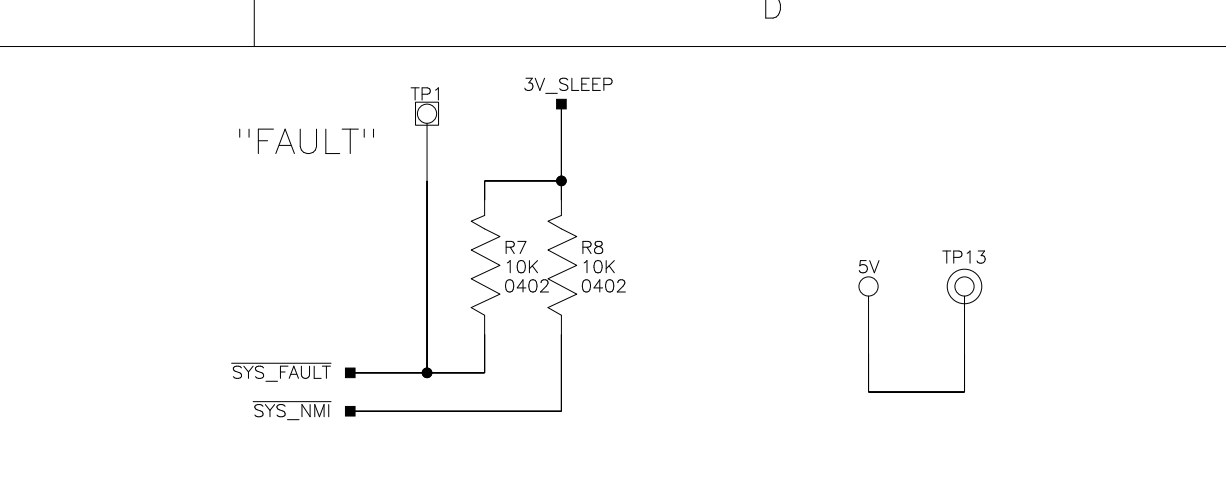 D
TP1
3V_SLEEP
"FAULT"
R7
10K
0402
R8
10K
0402
5V
TP13
SYS_FAULT
SYS_NMI